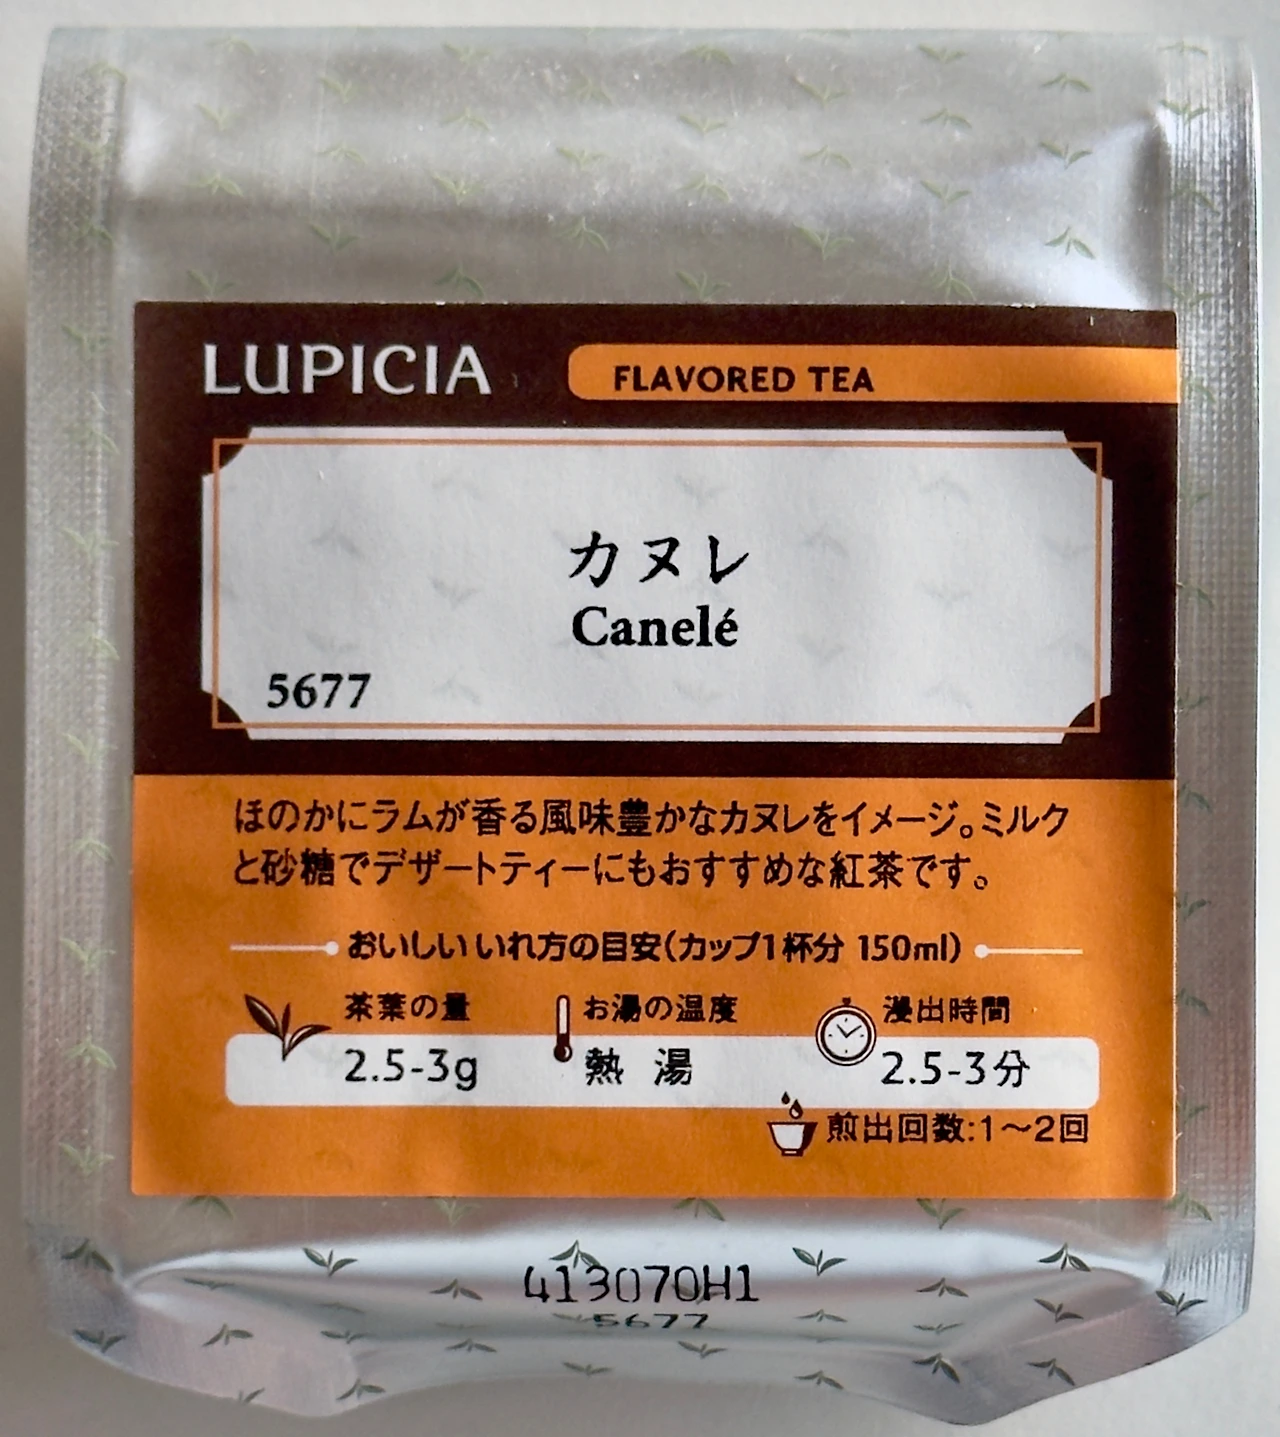 LUPICIA
FLAVORED TEA
カヌレ
Canelé
5677
ほのかにラムが香る風味豊かなカヌレをイメージ。ミルク
と砂糖でデザートティーにもおすすめな紅茶です。
おいしいいれ方の目安(カップ1杯分 150ml)
茶葉の量 お湯の温度 浸出時間
2.5-3g 熱 湯 2.5-3分
煎出回数:1〜2回
413070H1
5677